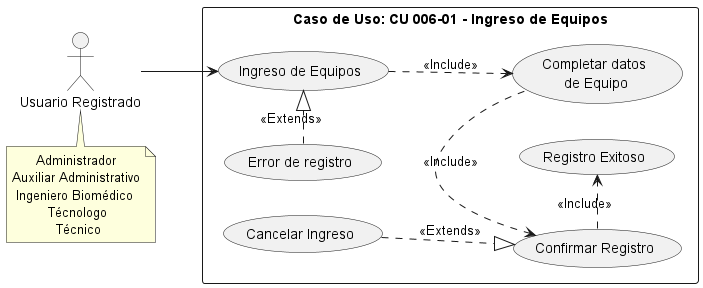 Caso de Uso: CU 006-01 - Ingreso de Equipos
Usuario Registrado
Administrador
Auxiliar Administrativo
Ingeniero Biomédico
Técnologo
Técnico
Ingreso de Equipos
«Include»
Completar datos
de Equipo
«Extends»
Error de registro
«Include»
Registro Exitoso
«Include»
Cancelar Ingreso
«Extends»
Confirmar Registro